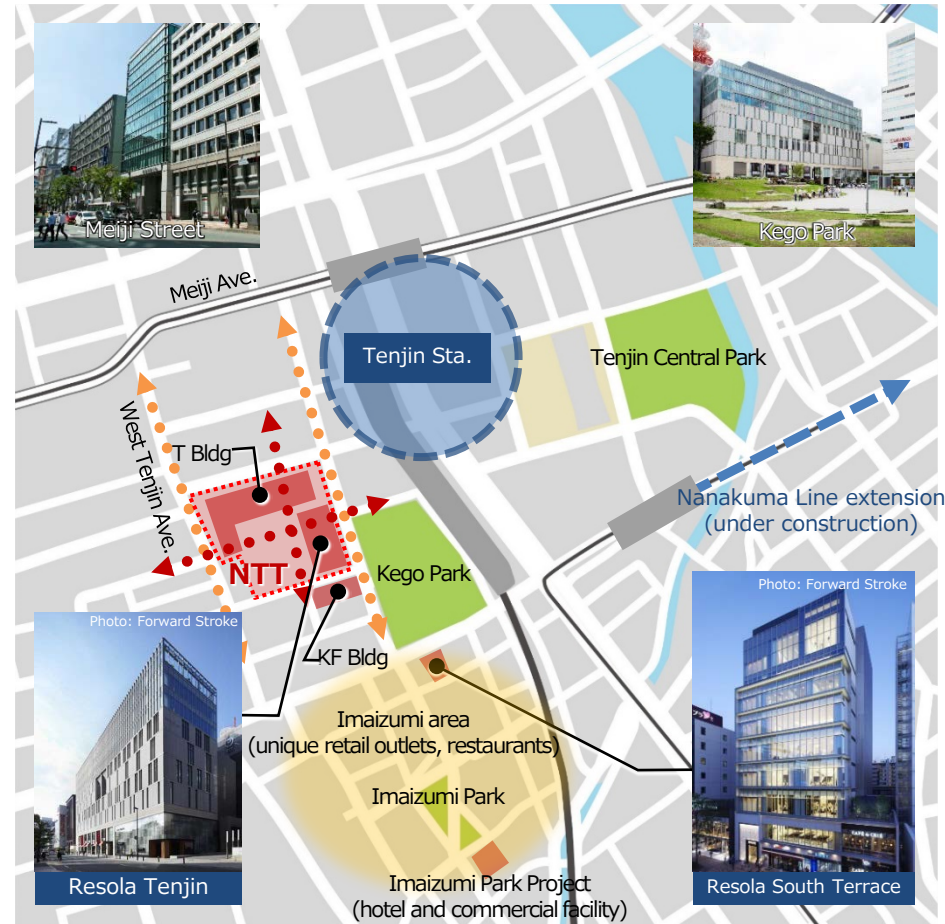 Meiji Street
Kego Park
Meiji Ave.
Tenjin Sta.
Tenjin Central Park
West Tenjin Ave.
T Bldg
Nanakuma Line extension
(under construction)
NTT
Kego Park
KF Bldg
Photo: Forward Stroke
Photo: Forward Stroke
Imaizumi area
(unique retail outlets, restaurants)
Imaizumi Park
Imaizumi Park Project
(hotel and commercial facility)
Resola Tenjin
Resola South Terrace